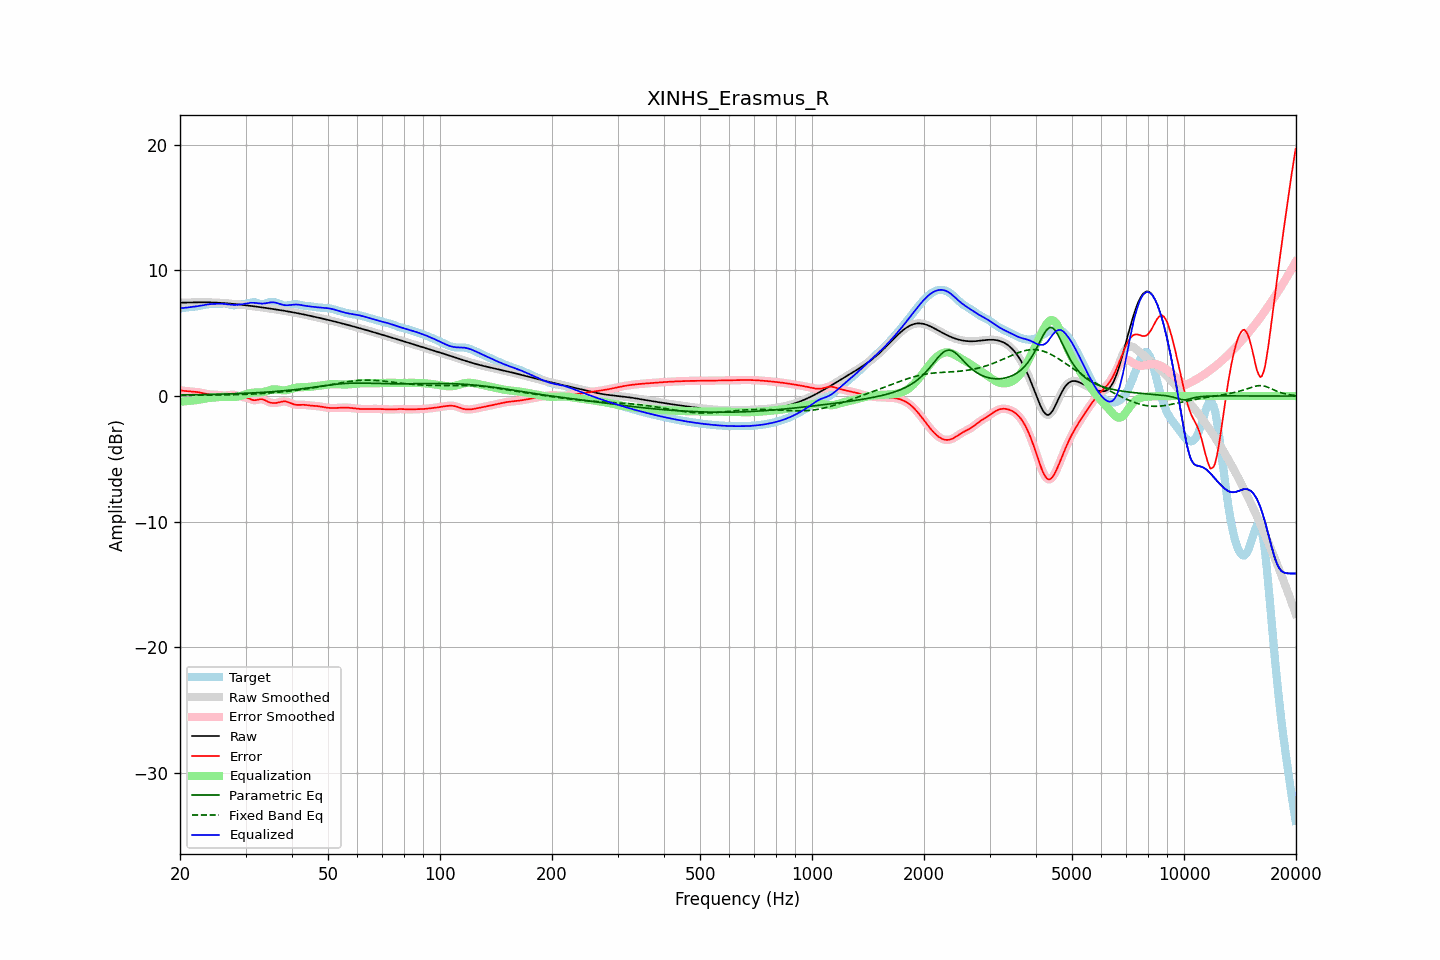 XINHS_Erasmus_R
20
10
0
−10
−20
−30
Amplitude (dBr)
Target
Raw Smoothed
Error Smoothed
Raw
Error
Equalization
Parametric Eq
Fixed Band Eq
Equalized
20 50 100 200 500 1000 2000 5000 10000 20000
Frequency (Hz)